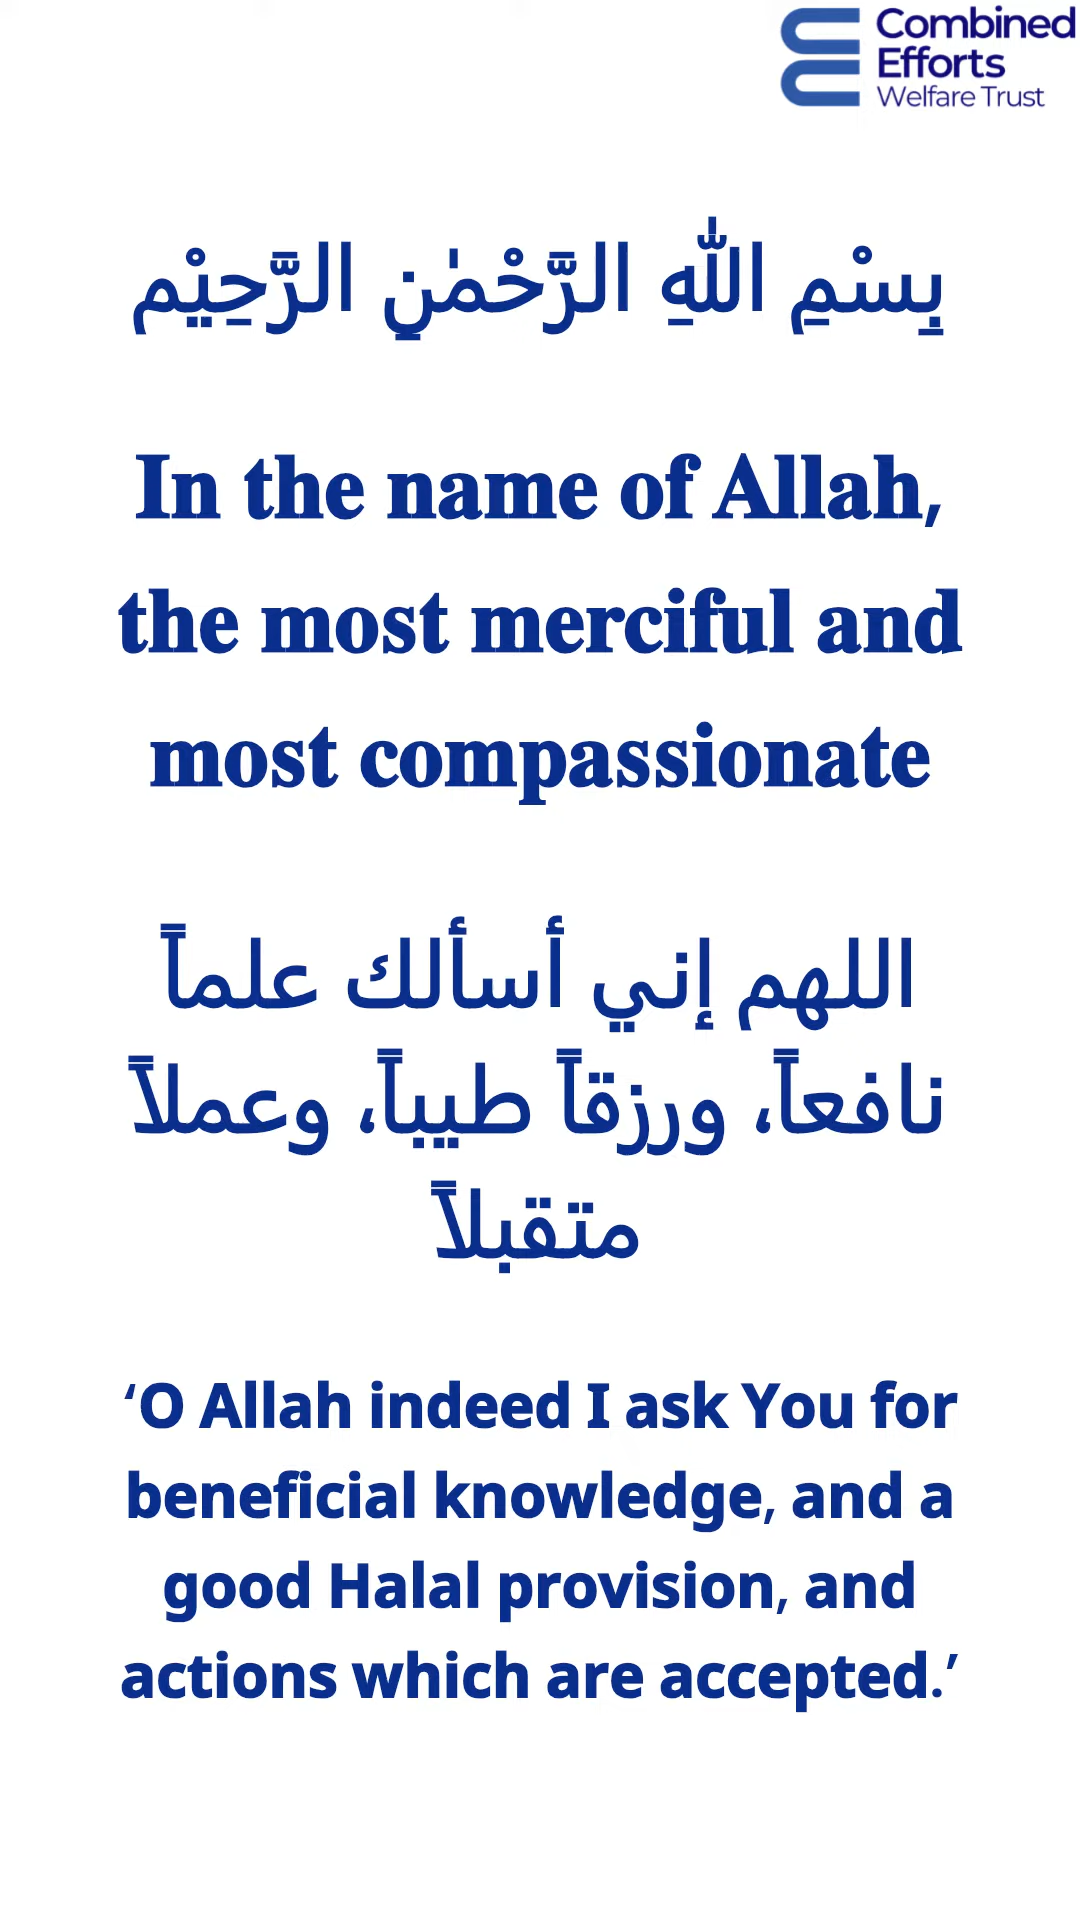 Combined
Efforts
Welfare Trust
بِسْمِ اللّٰهِ الرَّحْمٰنِ الرَّحِيْم
In the name of Allah,
the most merciful and
most compassionate
اللهم إني أسألك علماً
نافعاً، ورزقاً طيباً، وعملاً
متقبلاً
‘O Allah indeed I ask You for
beneficial knowledge, and a
good Halal provision, and
actions which are accepted.’